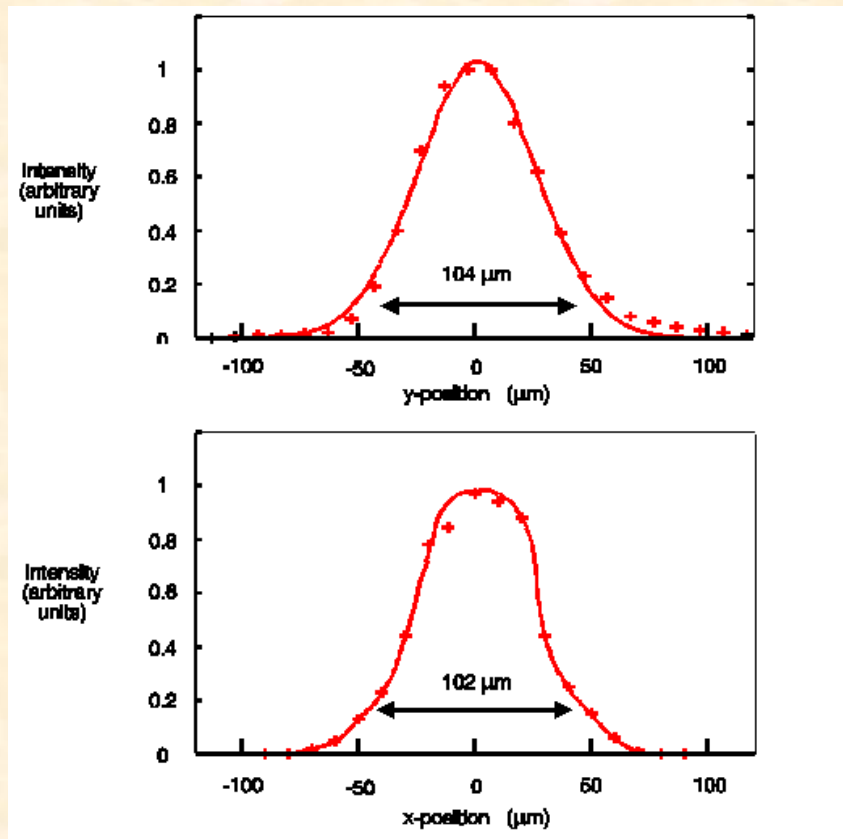 1
0.8
Intensity
(arbitrary
units)
0.6
0.4
0.2
104 µm
0
-100
-50
0
50
100
y-position (µm)
1
0.8
Intensity
(arbitrary
units)
0.6
0.4
0.2
102 µm
0
-100
-50
0
50
100
x-position (µm)